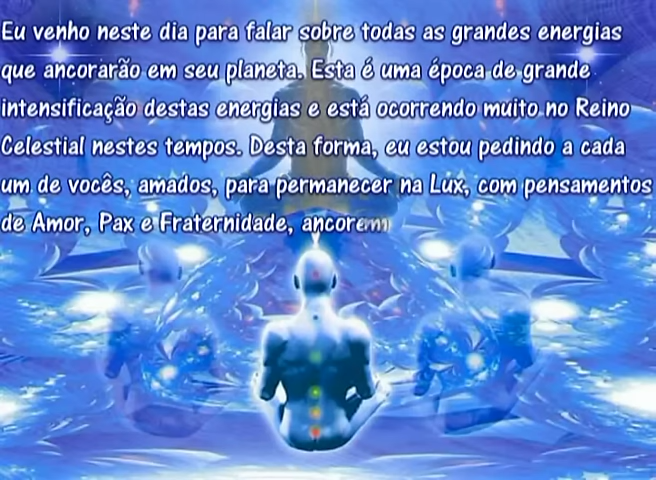 Eu venho neste dia para falar sobre todas as grandes energias
que ancorarão em seu planeta. Esta é uma época de grande
intensificação destas energias e está ocorrendo muito no Reino
Celestial nestes tempos. Desta forma, eu estou pedindo a cada
um de vocês, amados, para permanecer na Lux, com pensamentos
de Amor, Pax e Fraternidade, ancorem